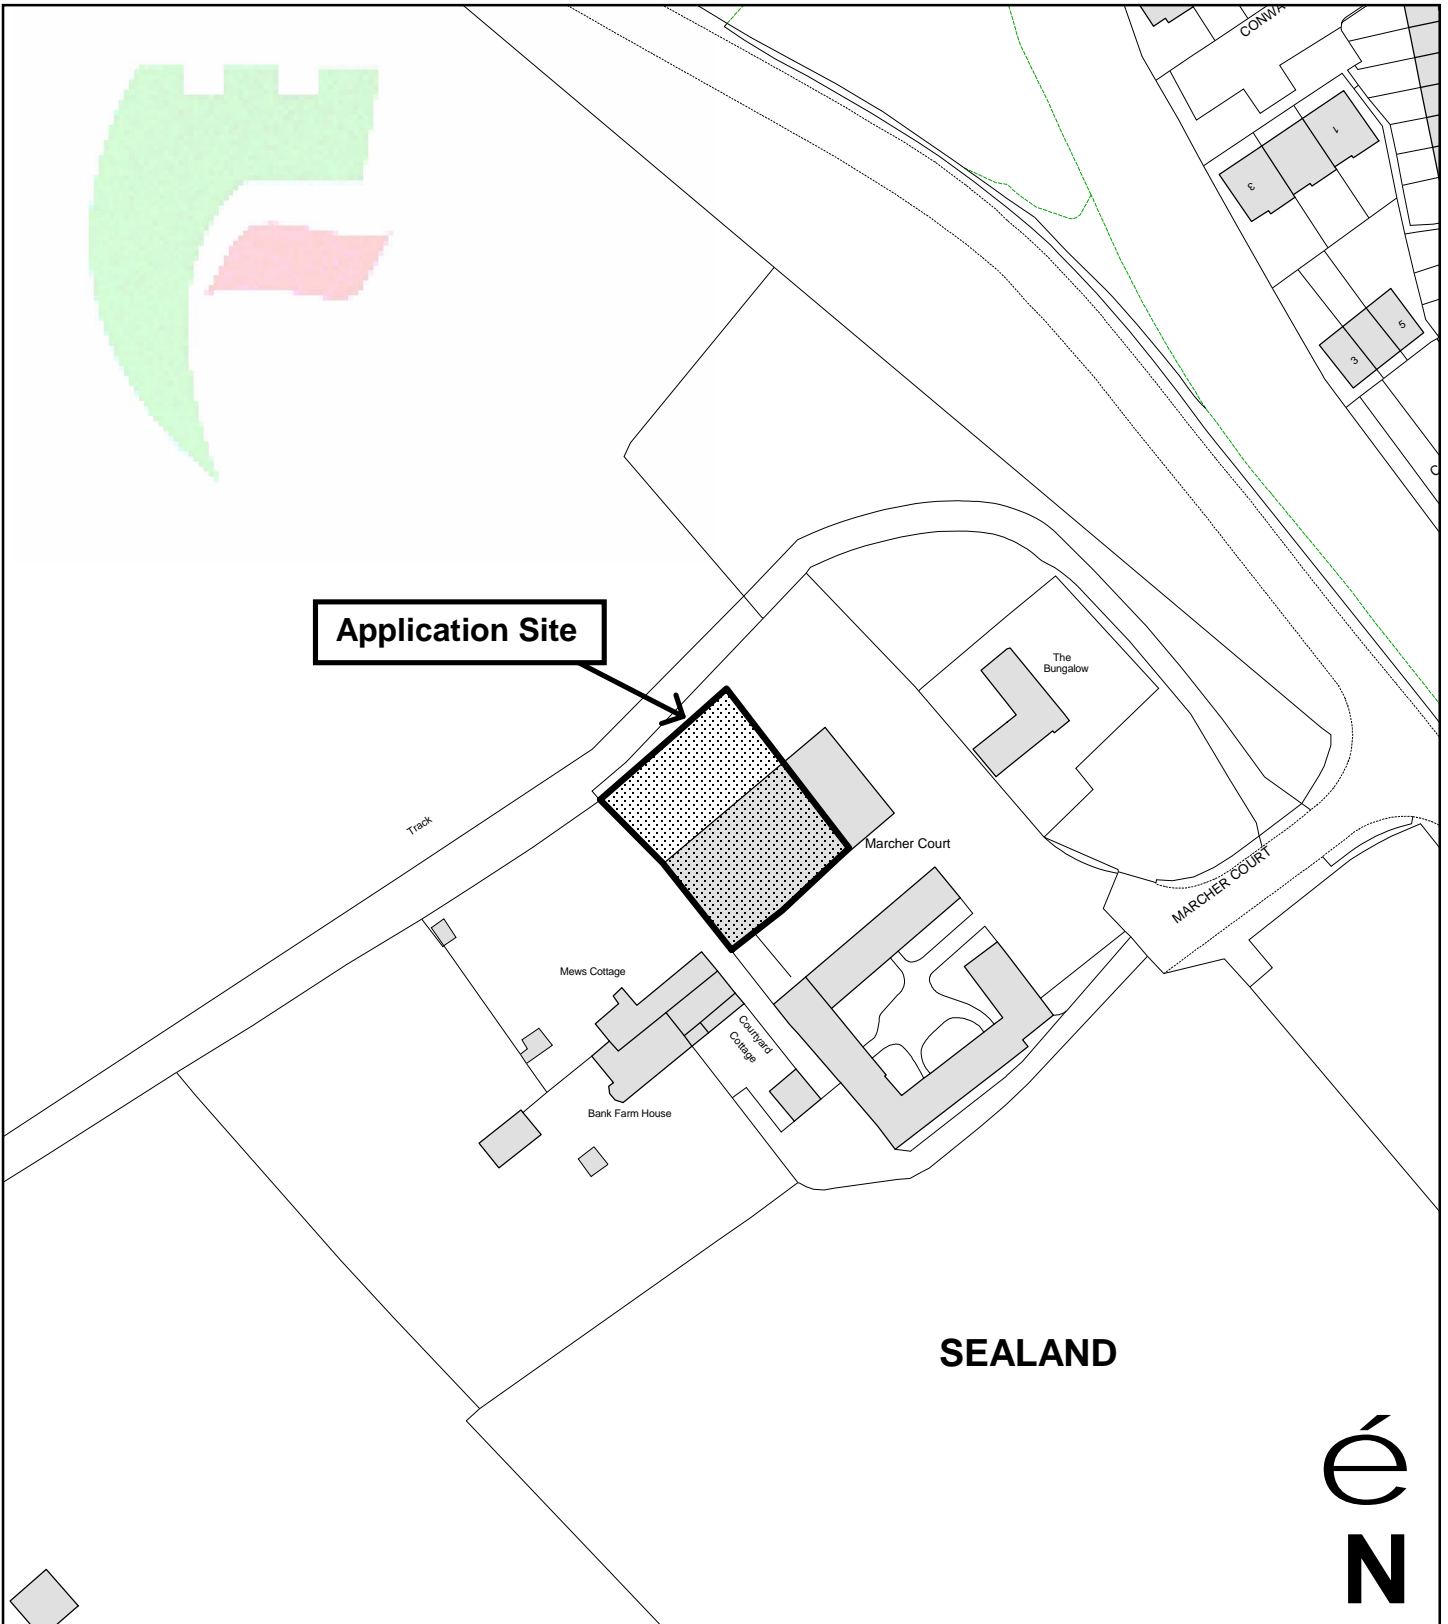 CONWA
1
3
5
3
C
Application Site
The
Bungalow
Track
Marcher Court
MARCHER COURT
Mews Cottage
Courtyard
Cottage
Bank Farm House
SEALAND
é
N